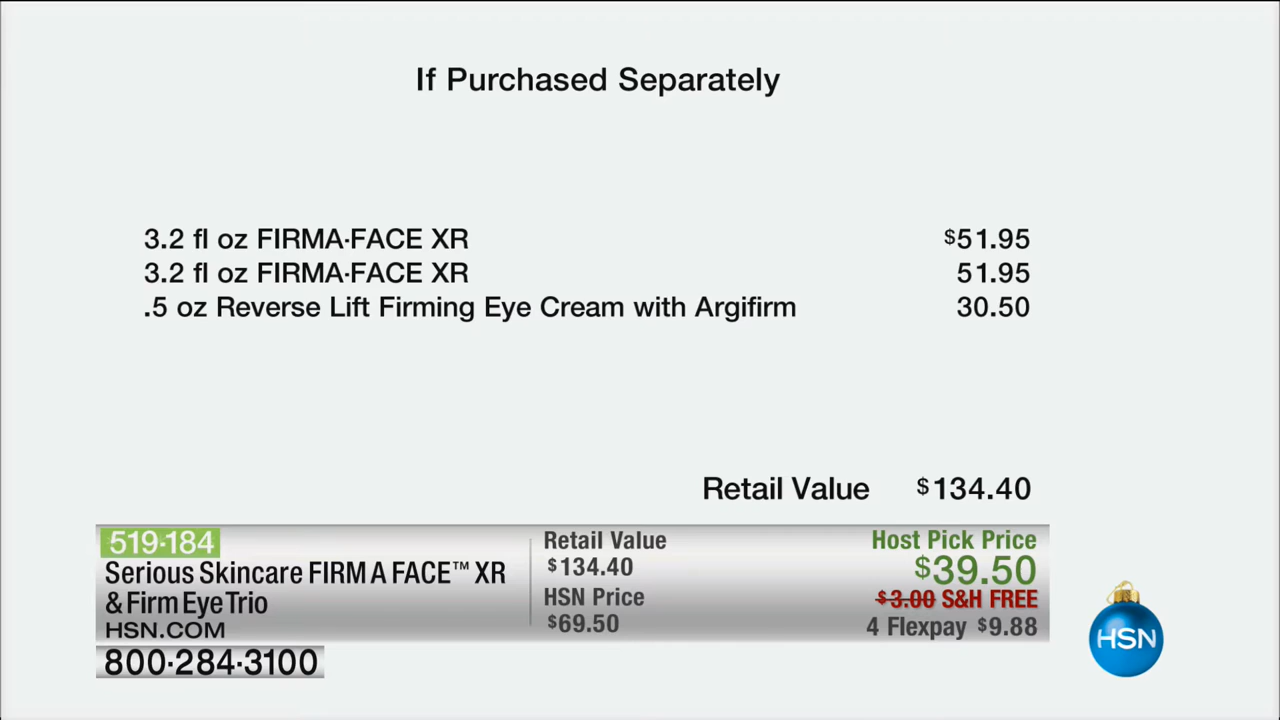 If Purchased Separately
3.2 fl oz FIRMA·FACE XR $51.95
3.2 fl oz FIRMA·FACE XR 51.95
.5 oz Reverse Lift Firming Eye Cream with Argifirm 30.50
Retail Value $134.40
519·184
Serious Skincare FIRM A FACE™ XR
& Firm Eye Trio
HSN.COM
800·284·3100
Retail Value
$134.40
HSN Price
$69.50
Host Pick Price
$39.50
$3.00 S&H FREE
4 Flexpay $9.88
HSN